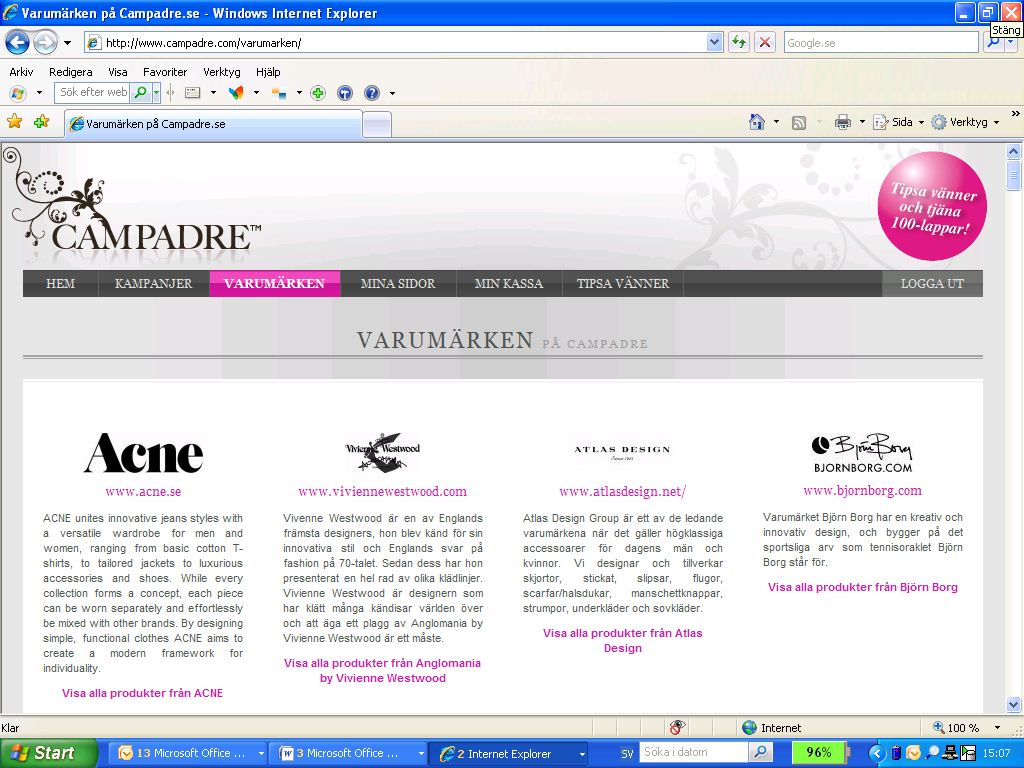 Varumärken på Campadre.se - Windows Internet Explorer
Stäng
http://www.campadre.com/varumarken/
Google.se
Arkiv Redigera Visa Favoriter Verktyg Hjälp
Sök efter web
Varumärken på Campadre.se
Sida Verktyg
CAMPADRE™
Tipsa vänner
och tjäna
100-lappar!
HEM KAMPANJER VARUMÄRKEN MINA SIDOR MIN KASSA TIPSA VÄNNER LOGGA UT
VARUMÄRKEN PÅ CAMPADRE
Acne
www.acne.se
ACNE unites innovative jeans styles with
a versatile wardrobe for men and
women, ranging from basic cotton T-
shirts, to tailored jackets to luxurious
accessories and shoes. While every
collection forms a concept, each piece
can be worn separately and effortlessly
be mixed with other brands. By designing
simple, functional clothes ACNE aims to
create a modern framework for
individuality.
Visa alla produkter från ACNE
Vivienne Westwood
www.viviennewestwood.com
Vivenne Westwood är en av Englands
främsta designers, hon blev känd för sin
innovativa stil och Englands svar på
fashion på 70-talet. Sedan dess har hon
presenterat en hel rad av olika klädlinjer.
Vivienne Westwood är designern som
har klätt många kändisar världen över
och att äga ett plagg av Anglomania by
Vivienne Westwood är ett måste.
Visa alla produkter från Anglomania
by Vivienne Westwood
ATLAS DESIGN
www.atlasdesign.net/
Atlas Design Group är ett av de ledande
varumärkena när det gäller högklassiga
accessoarer för dagens män och
kvinnor. Vi designar och tillverkar
skjortor, stickat, slipsar, flugor,
scarfar/halsdukar, manschettknappar,
strumpor, underkläder och sovkläder.
Visa alla produkter från Atlas
Design
Björn Borg
BJORNBORG.COM
www.bjornborg.com
Varumärket Björn Borg har en kreativ och
innovativ design, och bygger på det
sportsliga arv som tennisoraklet Björn
Borg står för.
Visa alla produkter från Björn Borg
Klar
Internet
100 %
Start
13 Microsoft Office ...
3 Microsoft Office ...
2 Internet Explorer
SV
Söka i datorn
96%
15:07